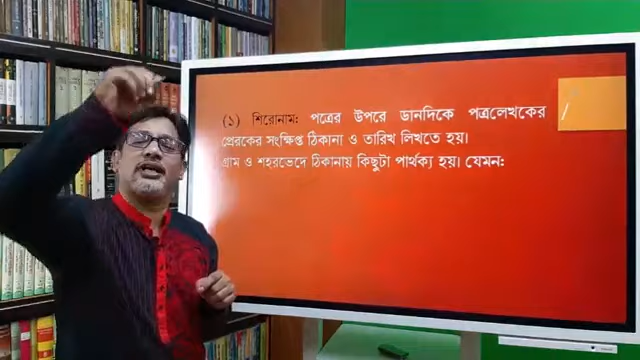 (১) শিরোনাম: পত্রের উপরে ডানদিকে পত্রলেখকের /
প্রেরকের সংক্ষিপ্ত ঠিকানা ও তারিখ লিখতে হয়।
গ্রাম ও শহরভেদে ঠিকানায় কিছুটা পার্থক্য হয়। যেমন: